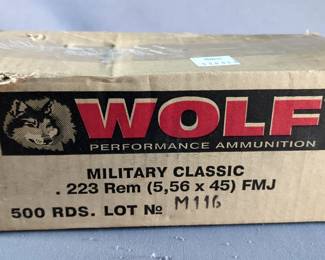 WOLF
PERFORMANCE AMMUNITION
MILITARY CLASSIC
.223 Rem (5,56 x 45) FMJ
500 RDS. LOT № M116